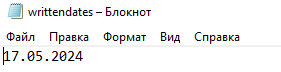 writtendates – Блокнот
Файл Правка Формат Вид Справка
17.05.2024